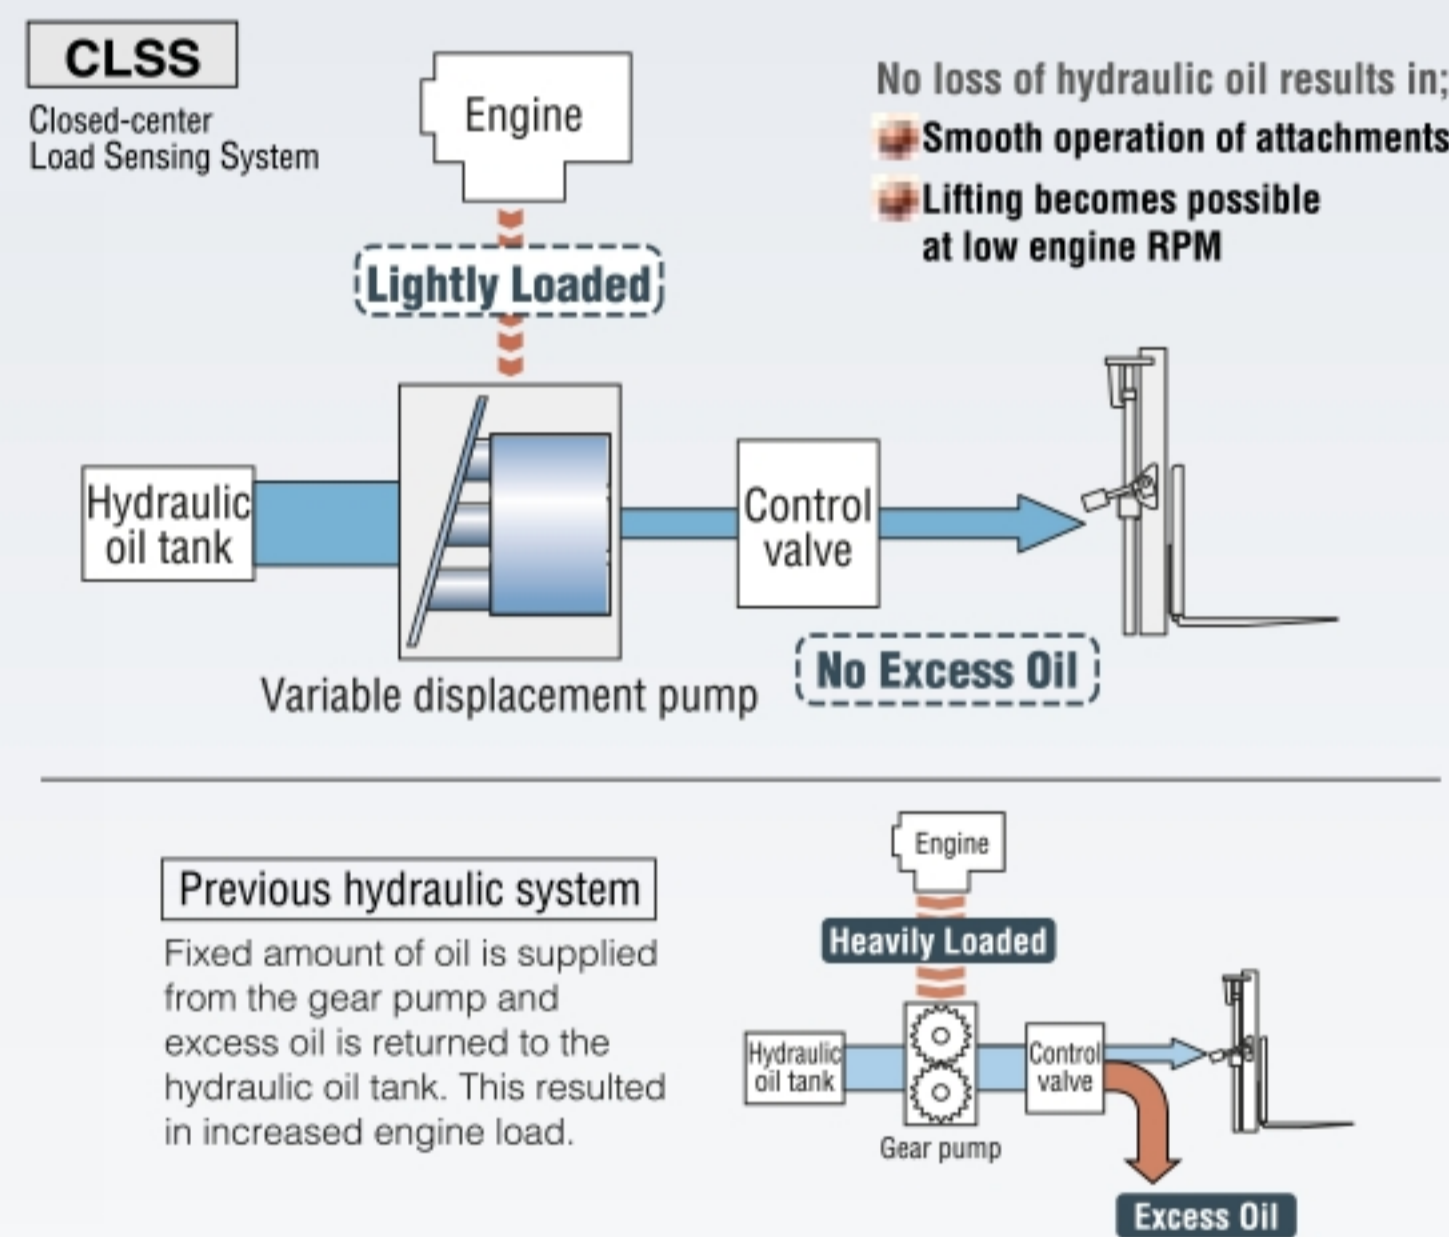 CLSS
Closed-center
Load Sensing System
Engine
No loss of hydraulic oil results in;
Smooth operation of attachments
Lifting becomes possible
at low engine RPM
Lightly Loaded
Hydraulic
oil tank
Control
valve
Variable displacement pump
No Excess Oil
Previous hydraulic system
Fixed amount of oil is supplied
from the gear pump and
excess oil is returned to the
hydraulic oil tank. This resulted
in increased engine load.
Engine
Heavily Loaded
Hydraulic
oil tank
Control
valve
Gear pump
Excess Oil